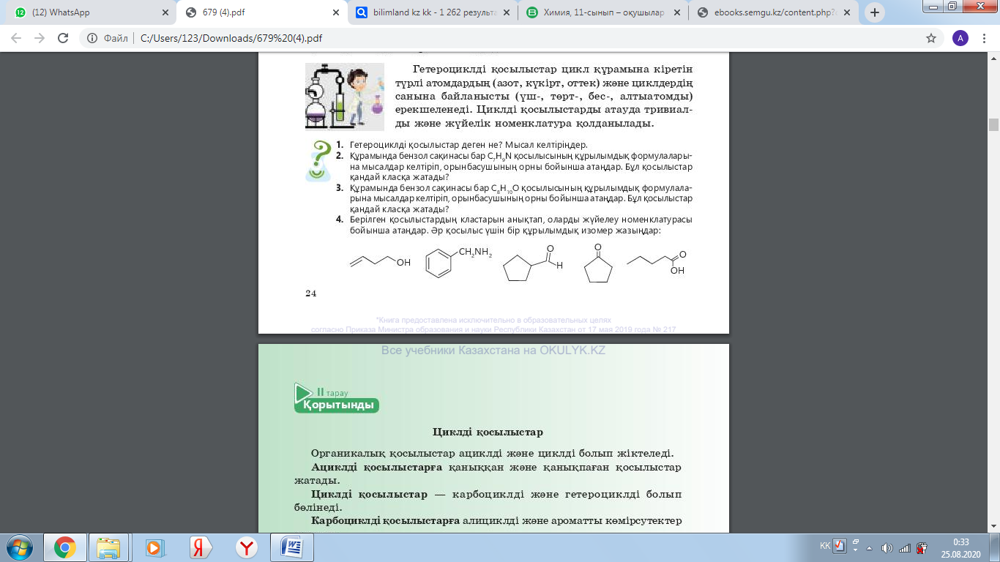 (12) WhatsApp
679 (4).pdf
bilimland kz kk - 1 262 результа
Химия, 11-сынып – оқушылар
ebooks.semgu.kz/content.php?
Файл
C:/Users/123/Downloads/679%20(4).pdf
A
Гетероциклді қосылыстар цикл құрамына кіретін
түрлі атомдардың (азот, күкірт, оттек) және циклдердің
санына байланысты (үш-, төрт-, бес-, алтыатомды)
ерекшеленеді. Циклді қосылыстарды атауда тривиал-
ды және жүйелік номенклатура қолданылады.
1. Гетероциклді қосылыстар деген не? Мысал келтіріңдер.
2. Құрамында бензол сақинасы бар C7H9N қосылысының құрылымдық формулалары-
на мысалдар келтіріп, орынбасушының орны бойынша атаңдар. Бұл қосылыстар
қандай класқа жатады?
3. Құрамында бензол сақинасы бар C8H10O қосылысының құрылымдық формулала-
рына мысалдар келтіріп, орынбасушының орны бойынша атаңдар. Бұл қосылыстар
қандай класқа жатады?
4. Берілген қосылыстардың кластарын анықтап, оларды жүйелеу номенклатурасы
бойынша атаңдар. Әр қосылыс үшін бір құрылымдық изомер жазыңдар:
OH
CH2NH2
O
H
O
O
OH
24
*Книга предоставлена исключительно в образовательных целях
согласно Приказа Министра образования и науки Республики Казахстан от 17 мая 2019 года № 217
Все учебники Казахстана на OKULYK.KZ
II тарау
Қорытынды
Циклді қосылыстар
Органикалық қосылыстар ациклді және циклді болып жіктеледі.
Ациклді қосылыстарға қаныққан және қанықпаған қосылыстар
жатады.
Циклді қосылыстар — карбоциклді және гетероциклді болып
бөлінеді.
Карбоциклді қосылыстарға алициклді және ароматты көмірсутектер
KK
0:33
25.08.2020